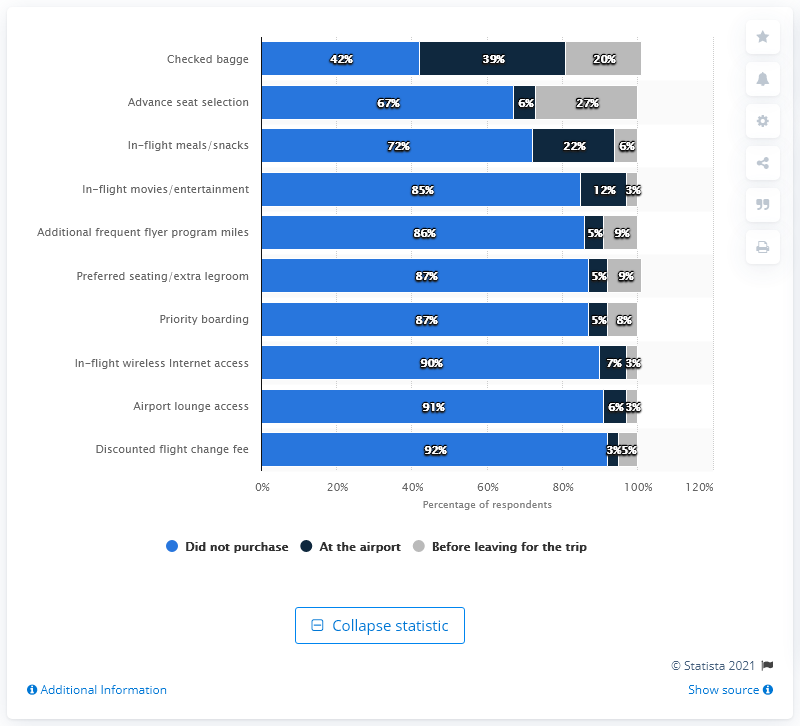 Checked bagge 42% 39% 20%
Advance seat selection 67% 6% 27%
In-flight meals/snacks 72% 22% 6%
In-flight movies/entertainment 85% 12% 3%
Additional frequent flyer program miles 86% 5% 9%
Preferred seating/extra legroom 87% 5% 9%
Priority boarding 87% 5% 8%
In-flight wireless Internet access 90% 7% 3%
Airport lounge access 91% 6% 3%
Discounted flight change fee 92% 3% 5%
0% 20% 40% 60% 80% 100% 120%
Percentage of respondents
Did not purchase At the airport Before leaving for the trip
Collapse statistic
© Statista 2021
Additional Information Show source